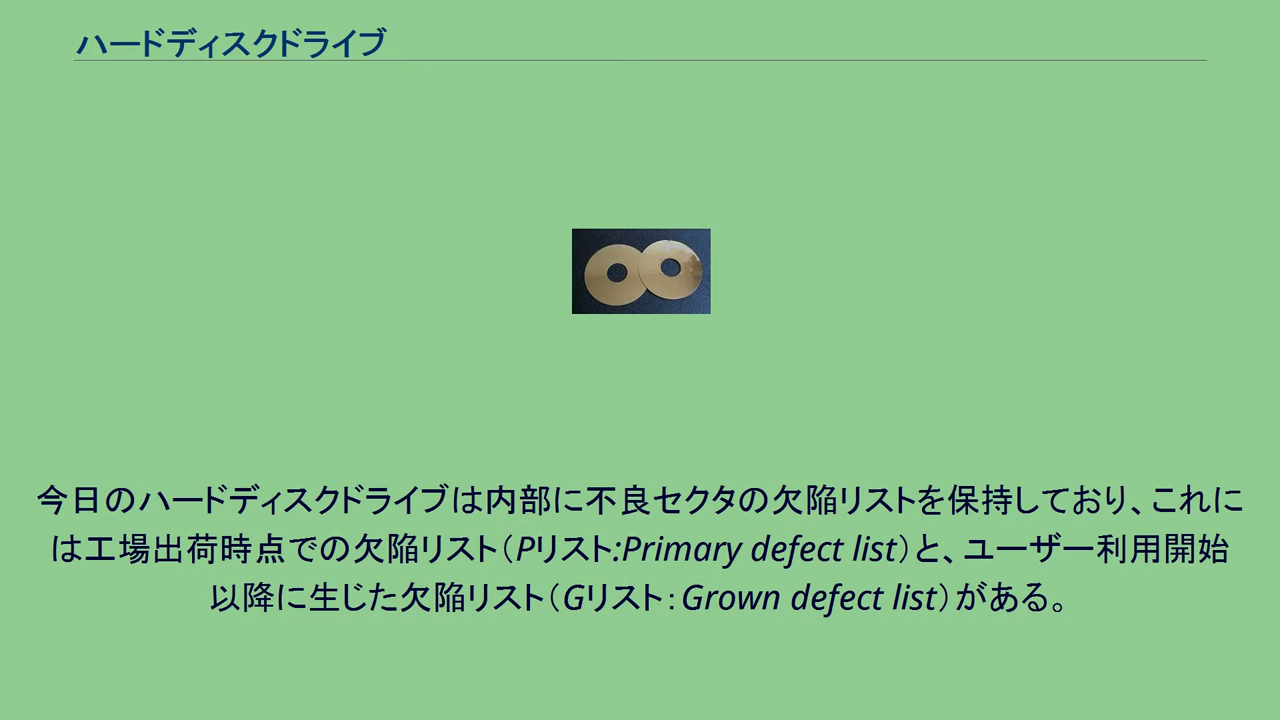 ハードディスクドライブ
今日のハードディスクドライブは内部に不良セクタの欠陥リストを保持しており、これに
は工場出荷時点での欠陥リスト（Pリスト:Primary defect list）と、ユーザー利用開始
以降に生じた欠陥リスト（Gリスト：Grown defect list）がある。